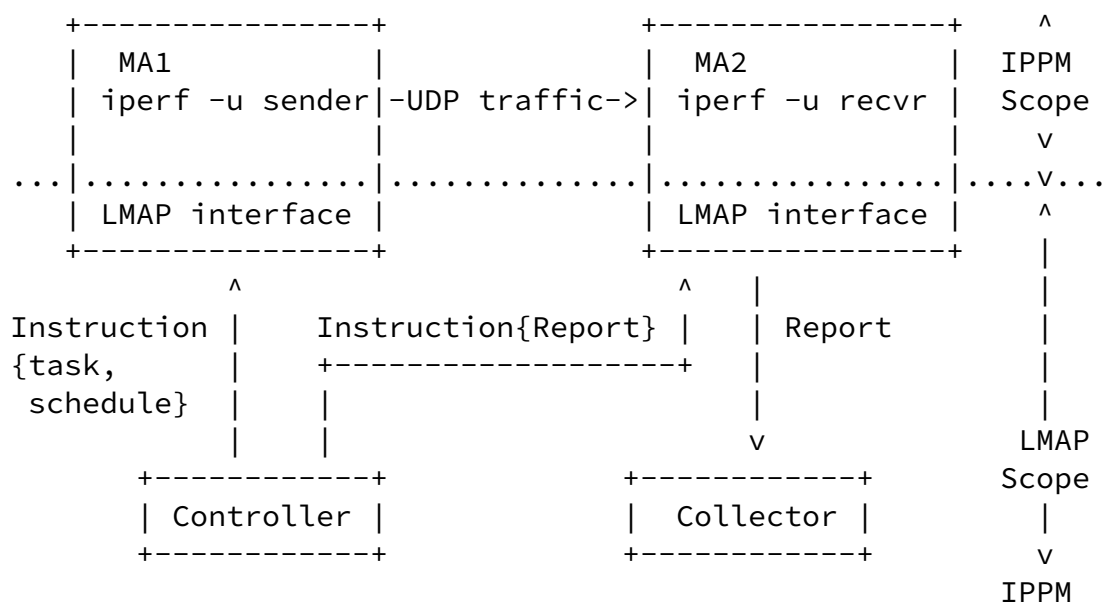 +----------------+               +----------------+    ^
|  MA1           |               |  MA2           |  IPPM
| iperf -u sender|-UDP traffic->| iperf -u recvr |  Scope
|                |               |                |    v
...|................|..............|................|....v...
| LMAP interface |               | LMAP interface |    ^
+----------------+               +----------------+    |
^                              ^   |               |
Instruction |    Instruction{Report} |   | Report        |
{task,      |    +-------------------+   |               |
schedule}  |    |                       |               |
|    |                       v              LMAP
+------------+             +------------+       Scope
| Controller |             |  Collector |         |
+------------+             +------------+         v
IPPM